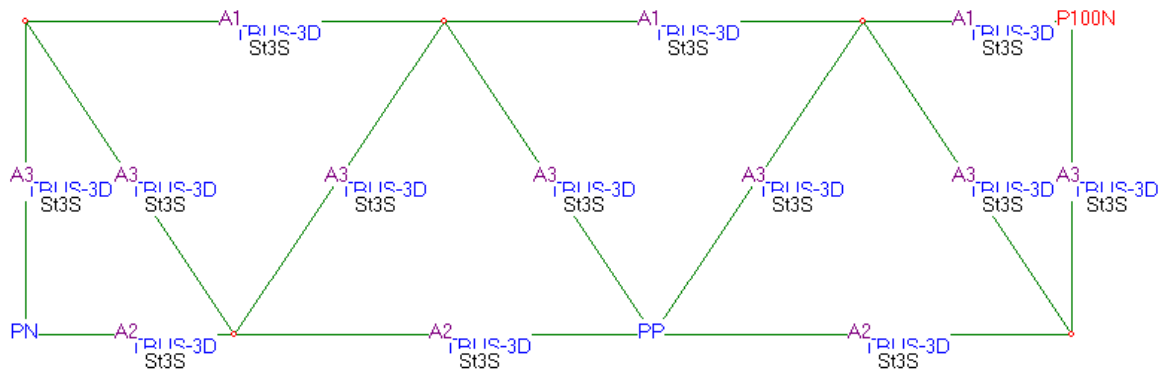 A1 A1 A1 P100N
TRUS-3D TRUS-3D TRUS-3D
St3S St3S St3S
A3 A3 A3 A3 A3 A3 A3
TRUS-3D TRUS-3D TRUS-3D TRUS-3D TRUS-3D TRUS-3D TRUS-3D
St3S St3S St3S St3S St3S St3S St3S
PN A2 A2 PP A2
TRUS-3D TRUS-3D TRUS-3D
St3S St3S St3S